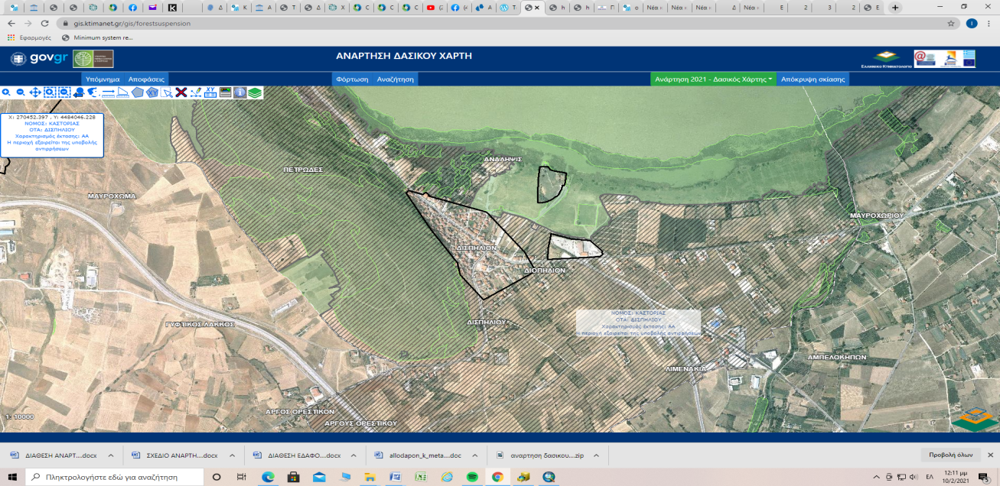 gis.ktimanet.gr/gis/forestsuspension
Εφαρμογές Minimum system re...
govgr
ΑΝΑΡΤΗΣΗ ΔΑΣΙΚΟΥ ΧΑΡΤΗ
ΕΛΛΗΝΙΚΟ ΚΤΗΜΑΤΟΛΟΓΙΟ
Υπόμνημα Αποφάσεις Φόρτωση Αναζήτηση Ανάρτηση 2021 - Δασικός Χάρτης Απόκρυψη σκίασης
X: 270452.397 , Y: 4484046.228
ΝΟΜΟΣ: ΚΑΣΤΟΡΙΑΣ
ΟΤΑ: ΔΙΣΠΗΛΙΟΥ
Χαρακτηρισμός έκτασης: ΑΑ
Η περιοχή εξαιρείται της υποβολής
αντιρρήσεων
ΑΝΑΛΗΨΙΣ
ΠΕΤΡΩΔΕΣ
ΜΑΥΡΟΧΩΜΑ
ΜΑΥΡΟΧΩΡΙΟΥ
ΔΙΣΠΗΛΙΟΝ
ΔΙΟΠΗΛΙΟΝ
ΝΟΜΟΣ: ΚΑΣΤΟΡΙΑΣ
ΟΤΑ: ΔΙΣΠΗΛΙΟΥ
Χαρακτηρισμός έκτασης: ΑΑ
Η περιοχή εξαιρείται της υποβολής αντιρρήσεων
ΔΙΣΠΗΛΙΟΥ
ΓΥΦΤΙΚΟΣ ΛΑΚΚΟΣ
ΑΜΠΕΛΟΚΗΠΩΝ
ΛΙΜΕΝΑΚΙΑ
ΑΡΓΟΣ ΟΡΕΣΤΙΚΟΝ
1: 10000
ΑΡΓΟΥΣ ΟΡΕΣΤΙΚΟΥ
ΔΙΑΘΕΣΗ ΑΝΑΡΤ....docx ΣΧΕΔΙΟ ΑΝΑΡΤΗ....docx ΔΙΑΘΕΣΗ ΕΔΑΦΟ....docx allodapon_k_meta....doc αναρτηση δασικου....zip Προβολή όλων
Πληκτρολογήστε εδώ για αναζήτηση
ΕΛ
12:11 μμ
10/2/2021